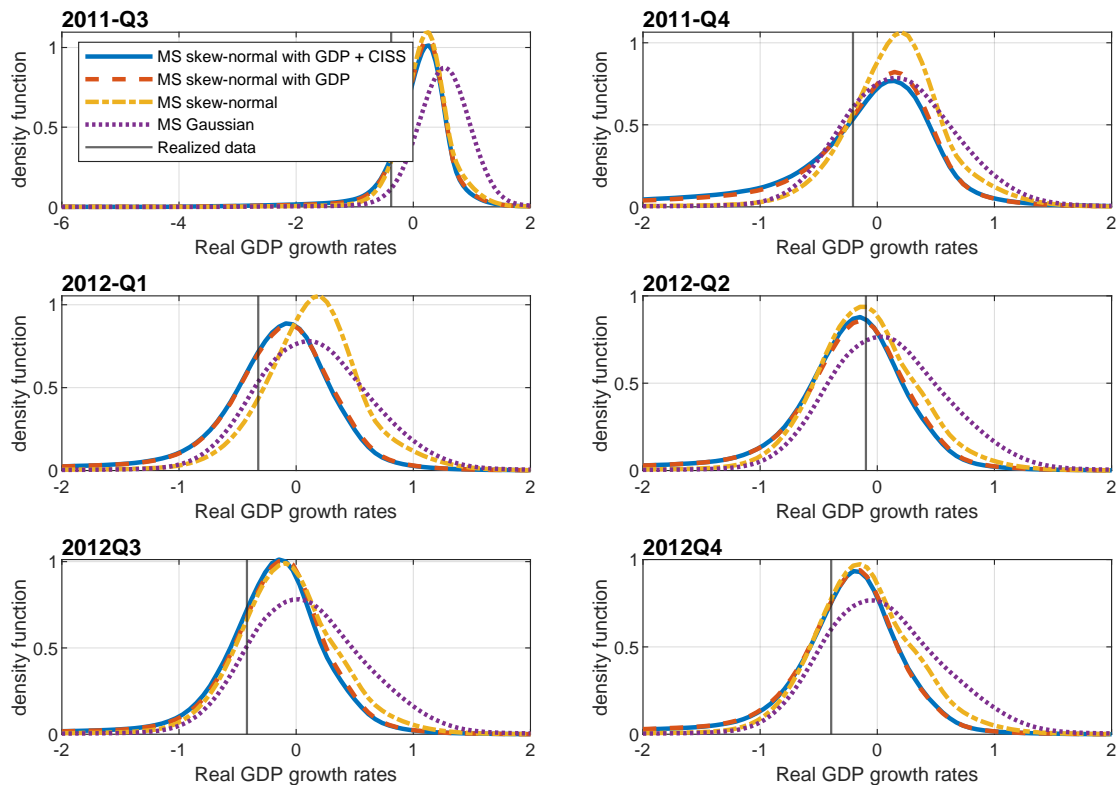 2011-Q3
MS skew-normal with GDP + CISS
MS skew-normal with GDP
MS skew-normal
MS Gaussian
Realized data
density function
1
0.5
0
-6 -4 -2 0 2
Real GDP growth rates
2011-Q4
density function
1
0.5
0
-2 -1 0 1 2
Real GDP growth rates
2012-Q1
density function
1
0.5
0
-2 -1 0 1 2
Real GDP growth rates
2012-Q2
density function
1
0.5
0
-2 -1 0 1 2
Real GDP growth rates
2012Q3
density function
1
0.5
0
-2 -1 0 1 2
Real GDP growth rates
2012Q4
density function
1
0.5
0
-2 -1 0 1 2
Real GDP growth rates